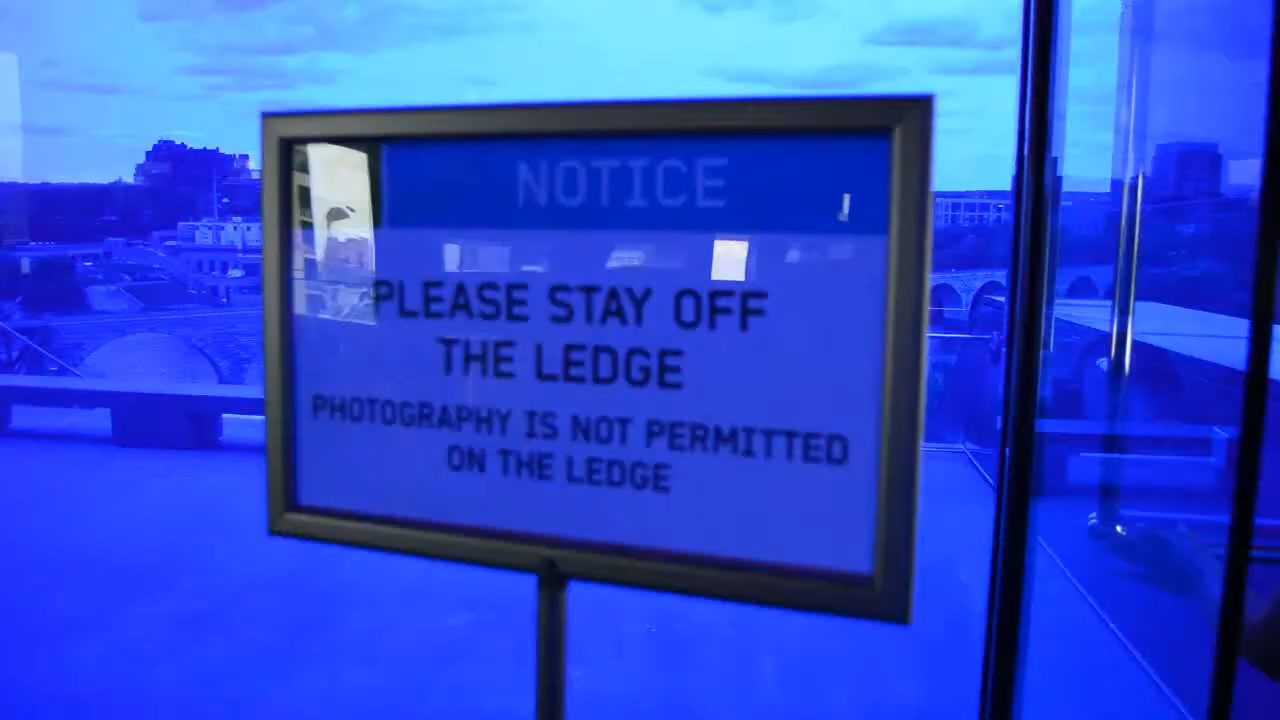 NOTICE
PLEASE STAY OFF
THE LEDGE
PHOTOGRAPHY IS NOT PERMITTED
ON THE LEDGE